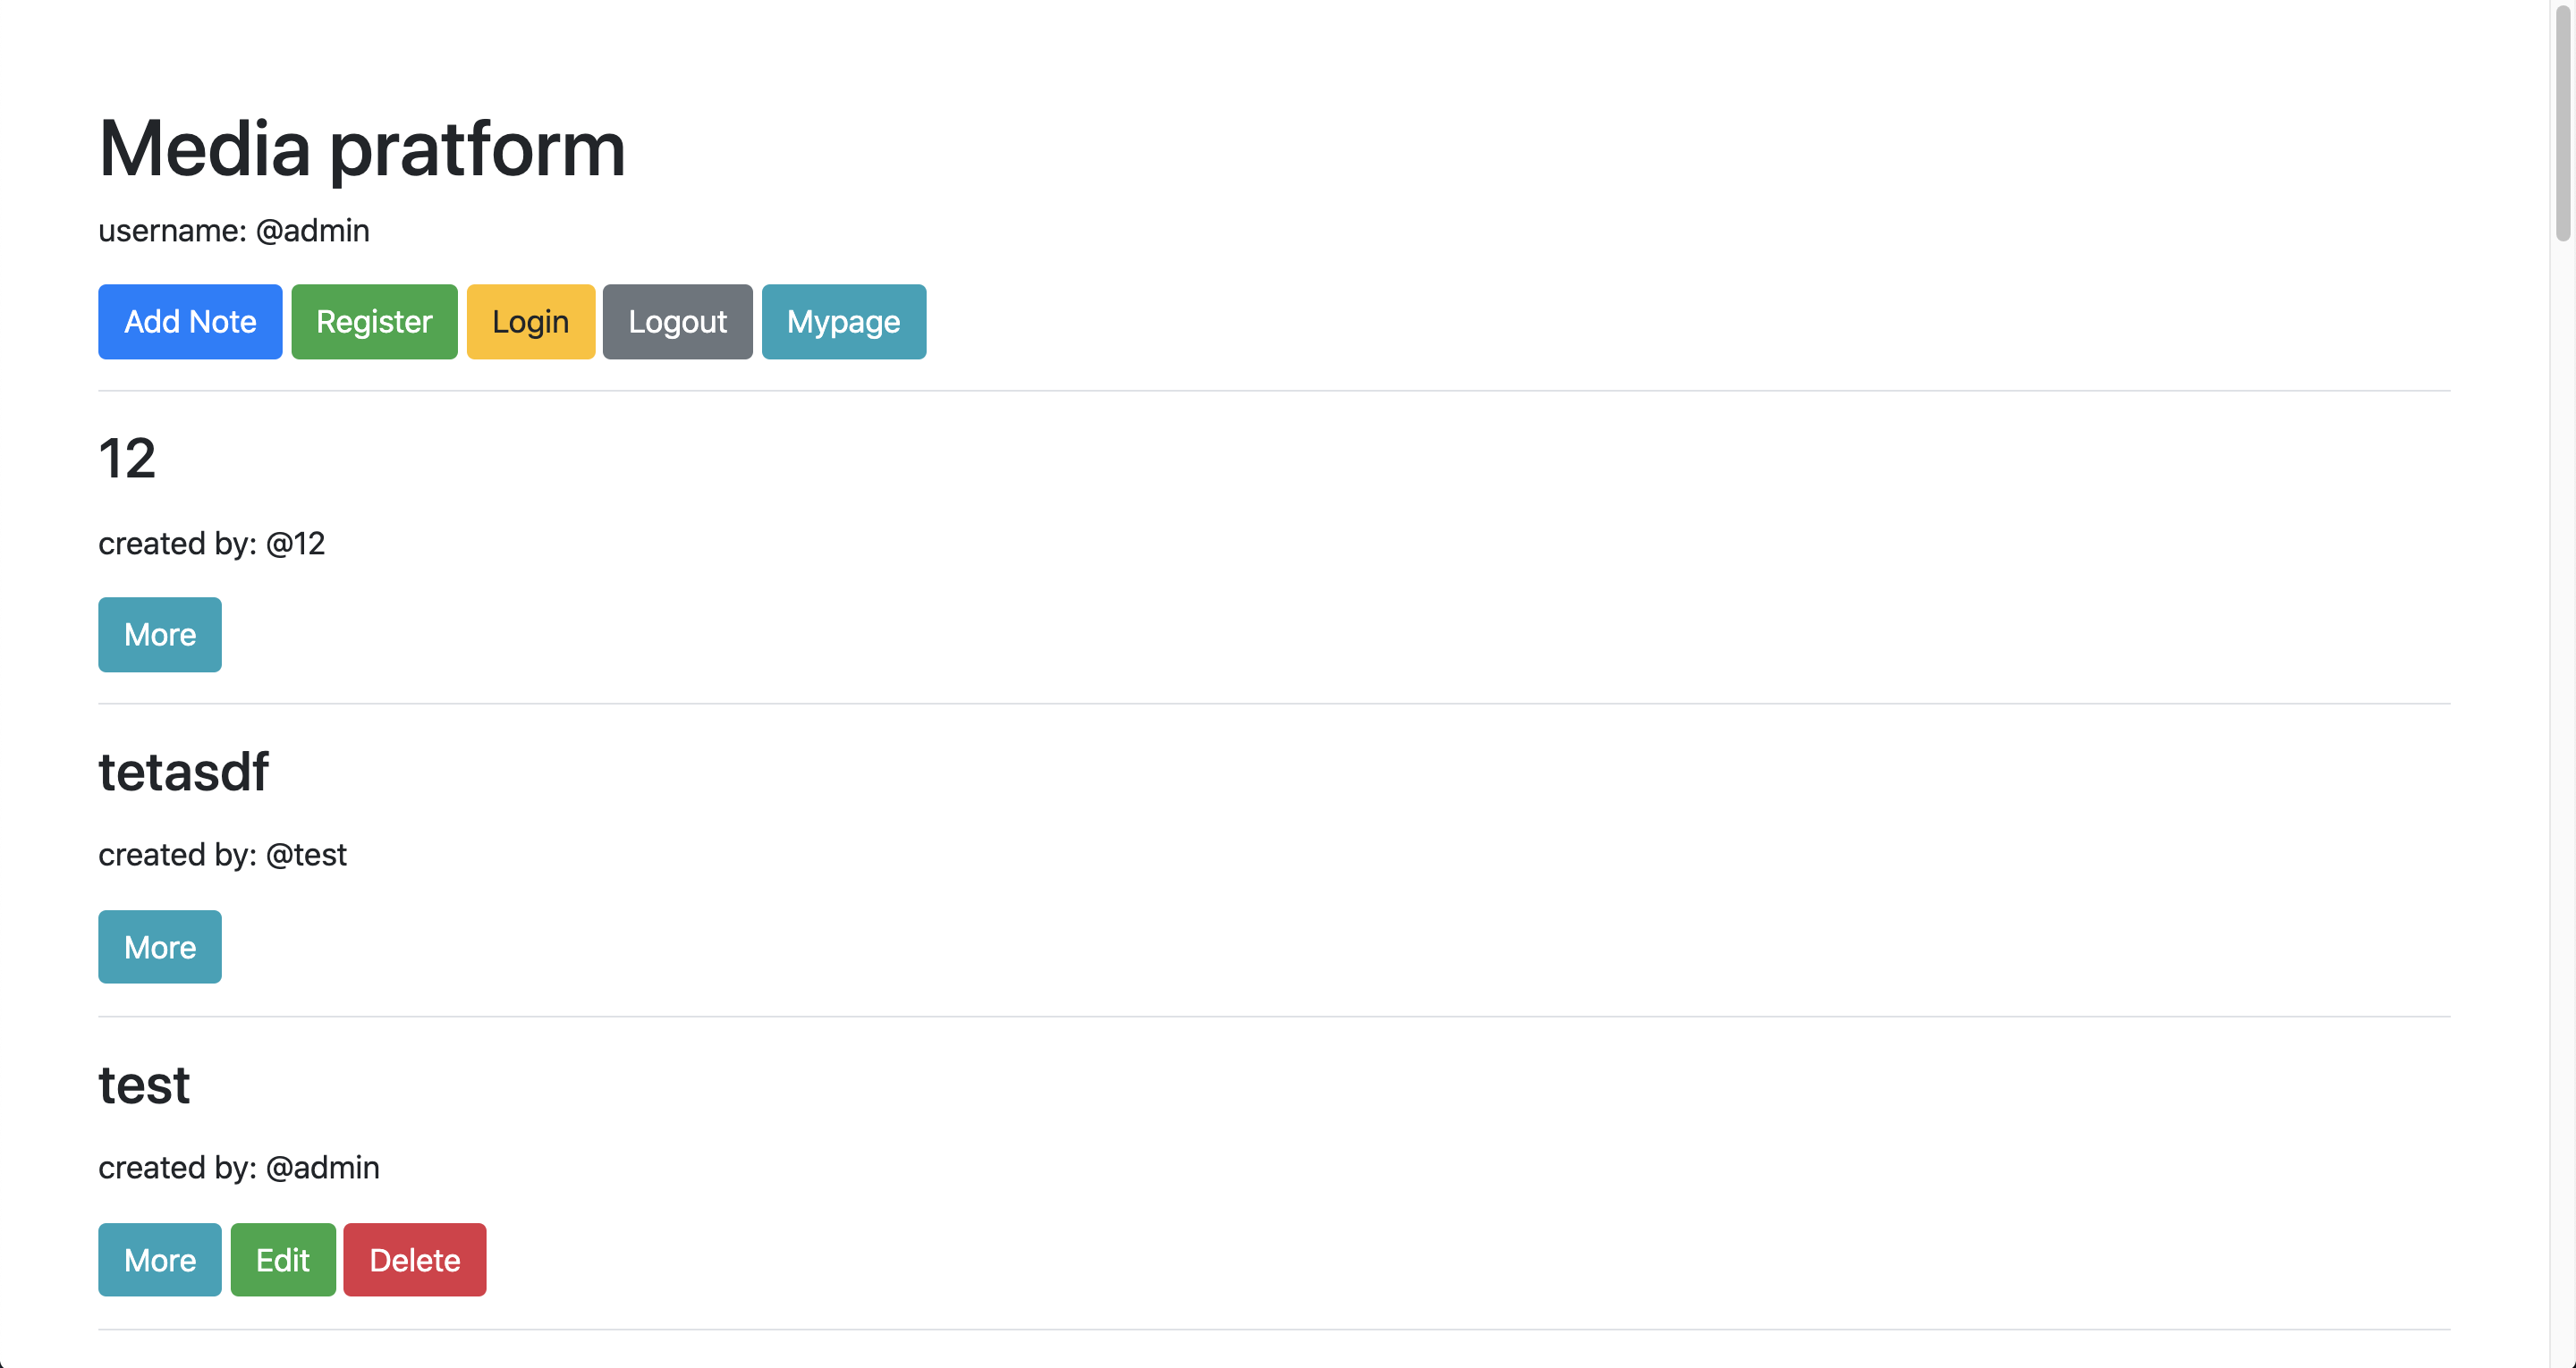 Media pratform
username: @admin
Add Note Register Login Logout Mypage
12
created by: @12
More
tetasdf
created by: @test
More
test
created by: @admin
More Edit Delete